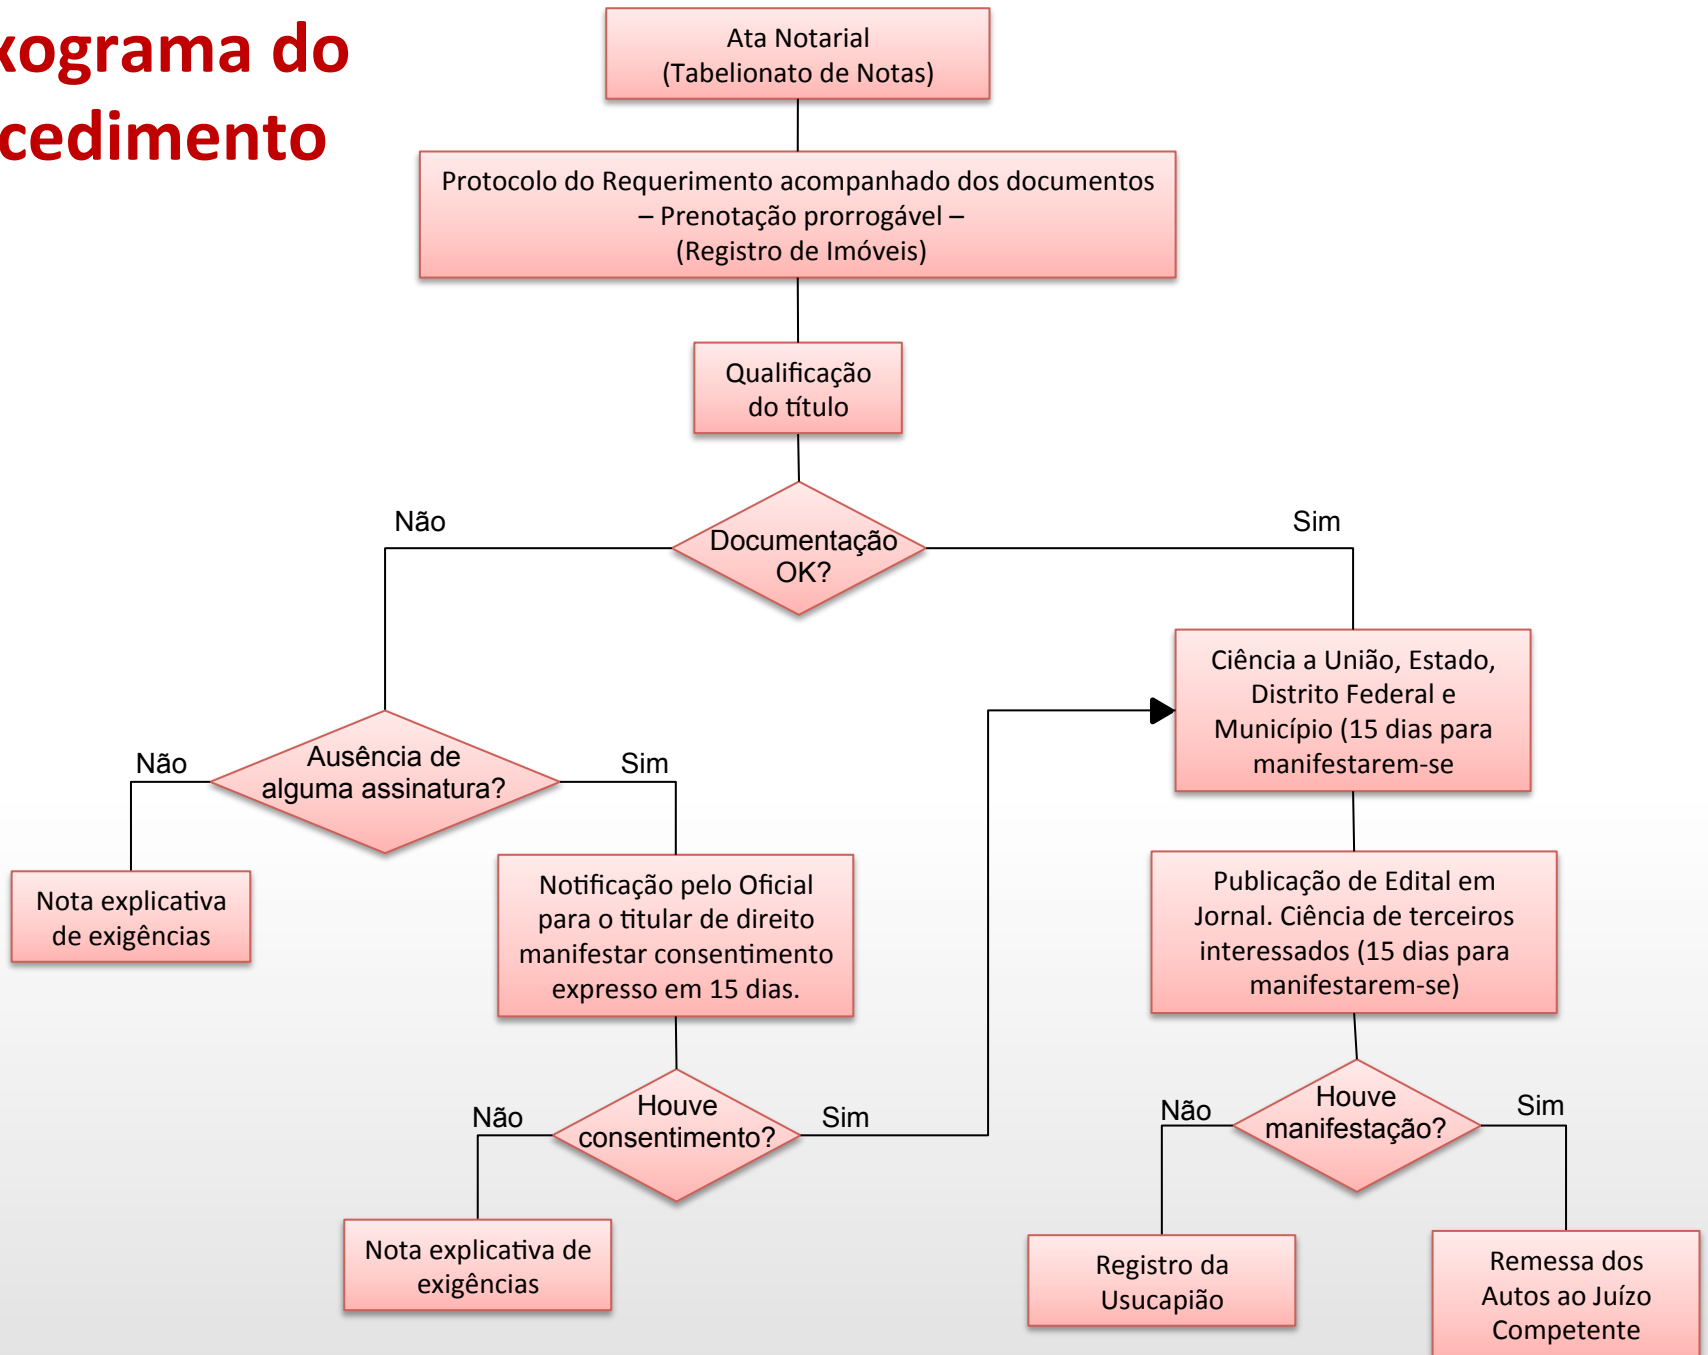 xograma do
cedimento
Ata Notarial
(Tabelionato de Notas)
Protocolo do Requerimento acompanhado dos documentos
– Prenotação prorrogável –
(Registro de Imóveis)
Qualificação
do título
Documentação
OK?
Não
Sim
Ausência de
alguma assinatura?
Não
Sim
Nota explicativa
de exigências
Notificação pelo Oficial
para o titular de direito
manifestar consentimento
expresso em 15 dias.
Houve
consentimento?
Não
Sim
Nota explicativa de
exigências
Ciência a União, Estado,
Distrito Federal e
Município (15 dias para
manifestarem-se
Publicação de Edital em
Jornal. Ciência de terceiros
interessados (15 dias para
manifestarem-se)
Houve
manifestação?
Não
Sim
Registro da
Usucapião
Remessa dos
Autos ao Juízo
Competente